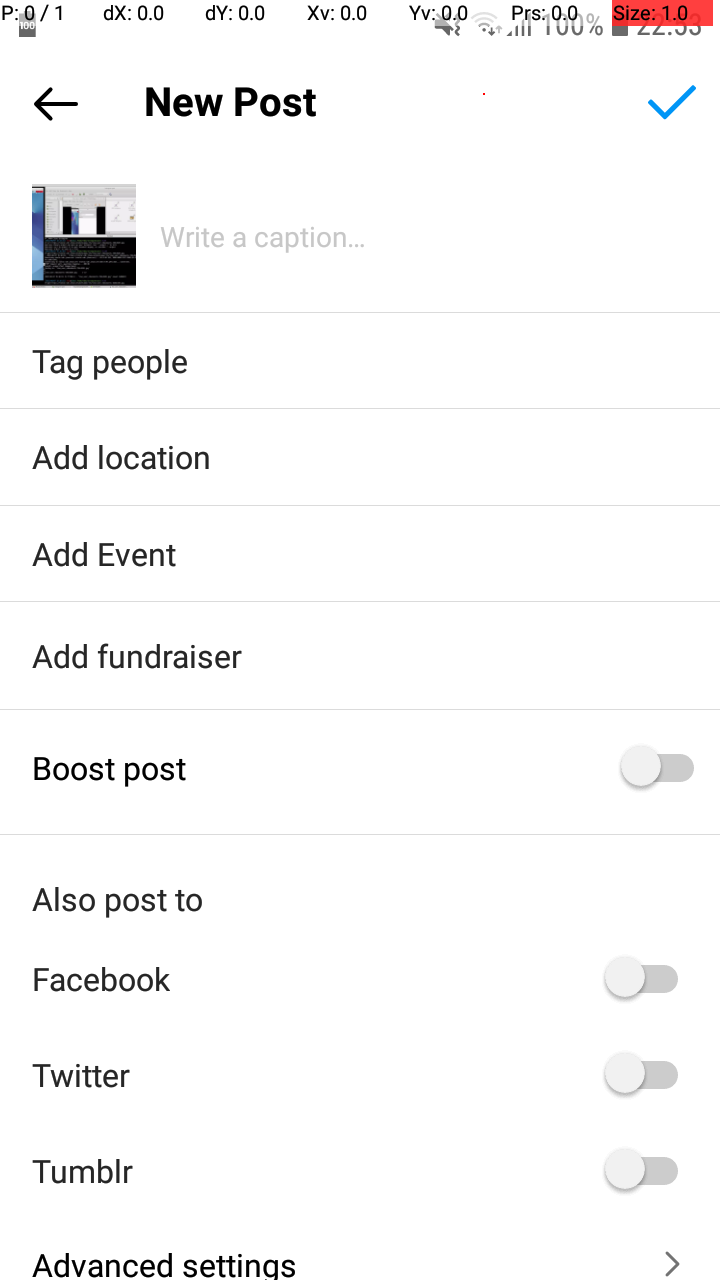 P: 0 / 1 dX: 0.0 dY: 0.0 Xv: 0.0 Yv: 0.0 Prs: 0.0 Size: 1.0
100 100% 22:53
New Post
Write a caption...
Tag people
Add location
Add Event
Add fundraiser
Boost post
Also post to
Facebook
Twitter
Tumblr
Advanced settings